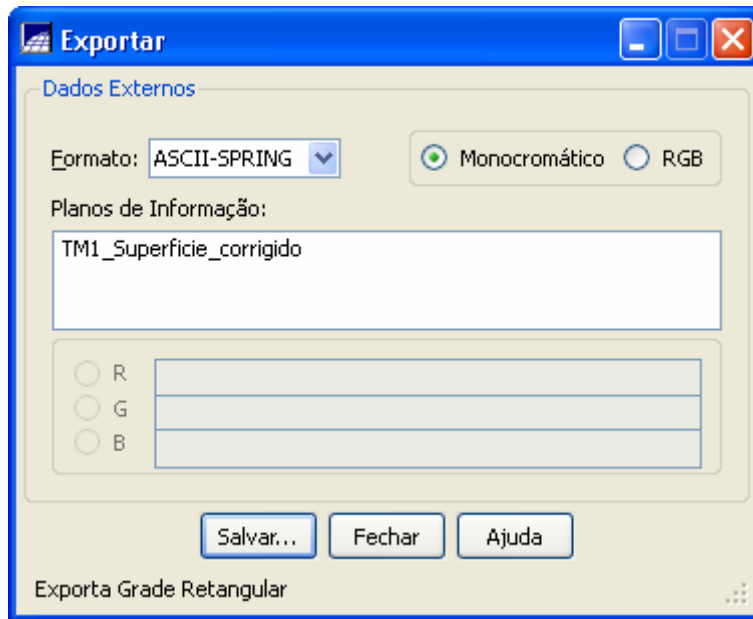 Exportar
Dados Externos
Formato: ASCII-SPRING Monocromático RGB
Planos de Informação:
TM1_Superficie_corrigido
R
G
B
Salvar... Fechar Ajuda
Exporta Grade Retangular